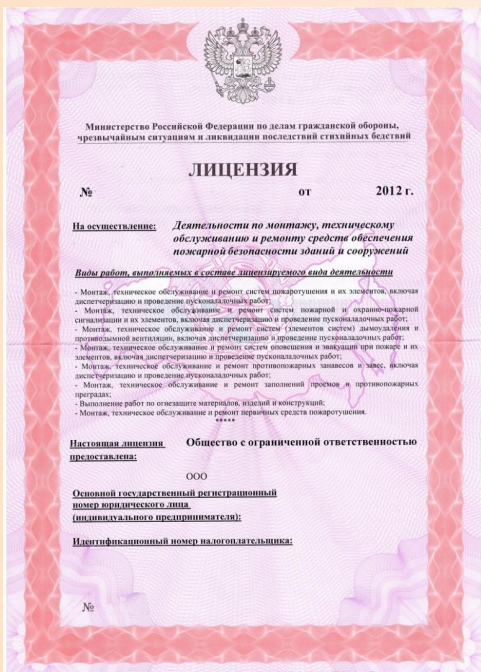 Министерство Российской Федерации по делам гражданской обороны,
чрезвычайным ситуациям и ликвидации последствий стихийных бедствий
ЛИЦЕНЗИЯ
№ от 2012 г.
На осуществление: Деятельности по монтажу, техническому
обслуживанию и ремонту средств обеспечения
пожарной безопасности зданий и сооружений
Виды работ, выполняемых в составе лицензируемого вида деятельности
- Монтаж, техническое обслуживание и ремонт систем пожаротушения и их элементов, включая
диспетчеризацию и проведение пусконаладочных работ;
- Монтаж, техническое обслуживание и ремонт систем пожарной и охранно-пожарной
сигнализации и их элементов, включая диспетчеризацию и проведение пусконаладочных работ;
- Монтаж, техническое обслуживание и ремонт систем (элементов систем) дымоудаления и
противодымной вентиляции, включая диспетчеризацию и проведение пусконаладочных работ;
- Монтаж, техническое обслуживание и ремонт систем оповещения и эвакуации при пожаре и их
элементов, включая диспетчеризацию и проведение пусконаладочных работ;
- Монтаж, техническое обслуживание и ремонт противопожарных занавесов и завес, включая
диспетчеризацию и проведение пусконаладочных работ;
- Монтаж, техническое обслуживание и ремонт заполнений проемов в противопожарных
преградах;
- Выполнение работ по огнезащите материалов, изделий и конструкций;
- Монтаж, техническое обслуживание и ремонт первичных средств пожаротушения.
*****
Настоящая лицензия Общество с ограниченной ответственностью
предоставлена:
ООО
Основной государственный регистрационный
номер юридического лица
(индивидуального предпринимателя):
Идентификационный номер налогоплательщика:
№